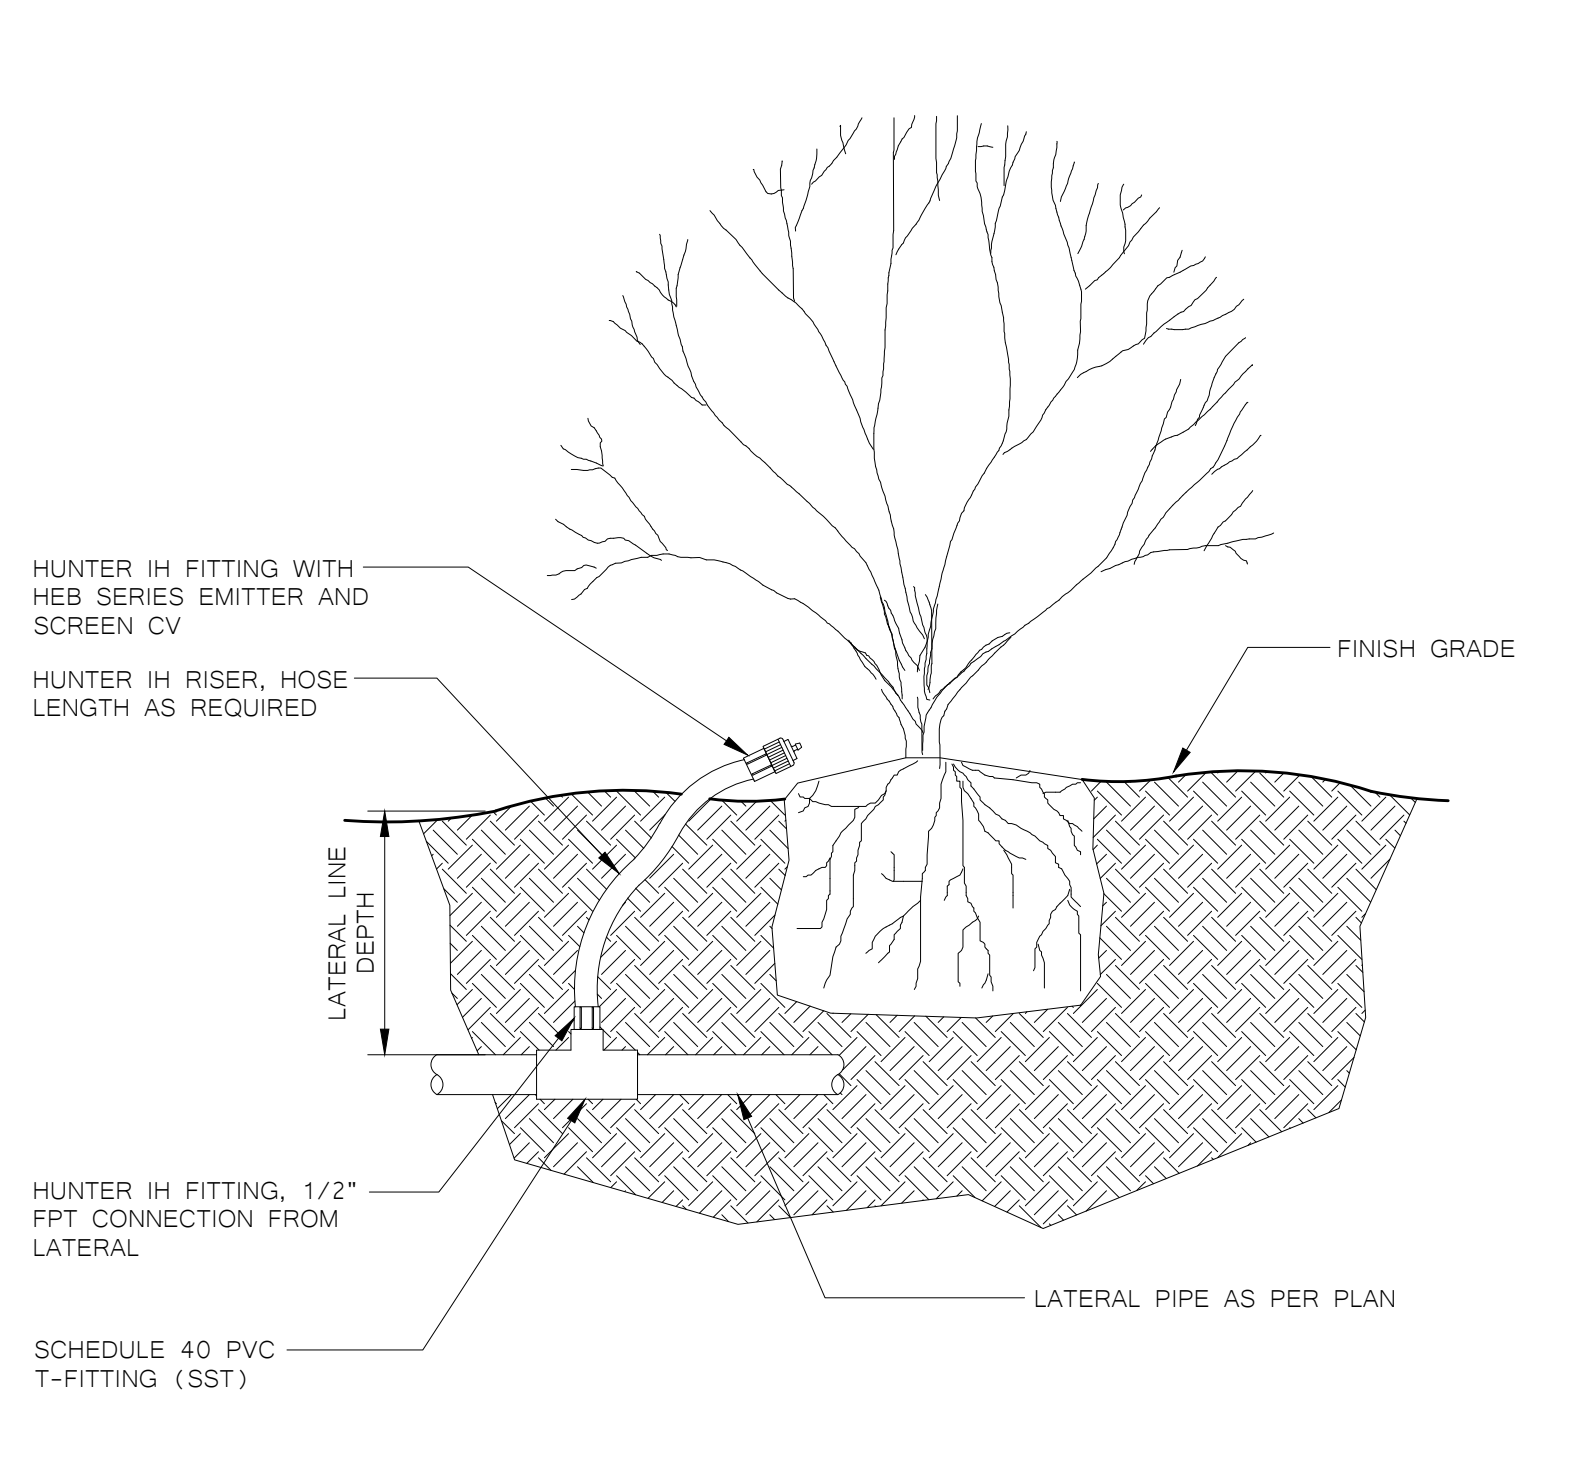 HUNTER IH FITTING WITH
HEB SERIES EMITTER AND
SCREEN CV
HUNTER IH RISER, HOSE
LENGTH AS REQUIRED
FINISH GRADE
LATERAL LINE
DEPTH
HUNTER IH FITTING, 1/2"
FPT CONNECTION FROM
LATERAL
LATERAL PIPE AS PER PLAN
SCHEDULE 40 PVC
T-FITTING (SST)